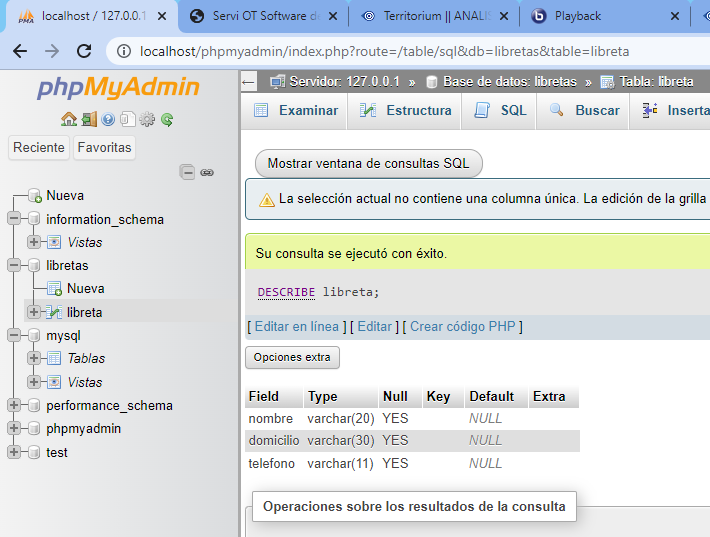 localhost / 127.0.0.1
Servi OT Software de
Territorium || ANALIS
Playback
localhost/phpmyadmin/index.php?route=/table/sql&db=libretas&table=libreta
phpMyAdmin
Reciente Favoritas
Nueva
information_schema
Vistas
libretas
Nueva
libreta
mysql
Tablas
Vistas
performance_schema
phpmyadmin
test
Servidor: 127.0.0.1 » Base de datos: libretas » Tabla: libreta
Examinar Estructura SQL Buscar Inserta
Mostrar ventana de consultas SQL
La selección actual no contiene una columna única. La edición de la grilla
Su consulta se ejecutó con éxito.
DESCRIBE libreta;
[ Editar en línea ] [ Editar ] [ Crear código PHP ]
Opciones extra
Field Type Null Key Default Extra
nombre varchar(20) YES NULL
domicilio varchar(30) YES NULL
telefono varchar(11) YES NULL
Operaciones sobre los resultados de la consulta